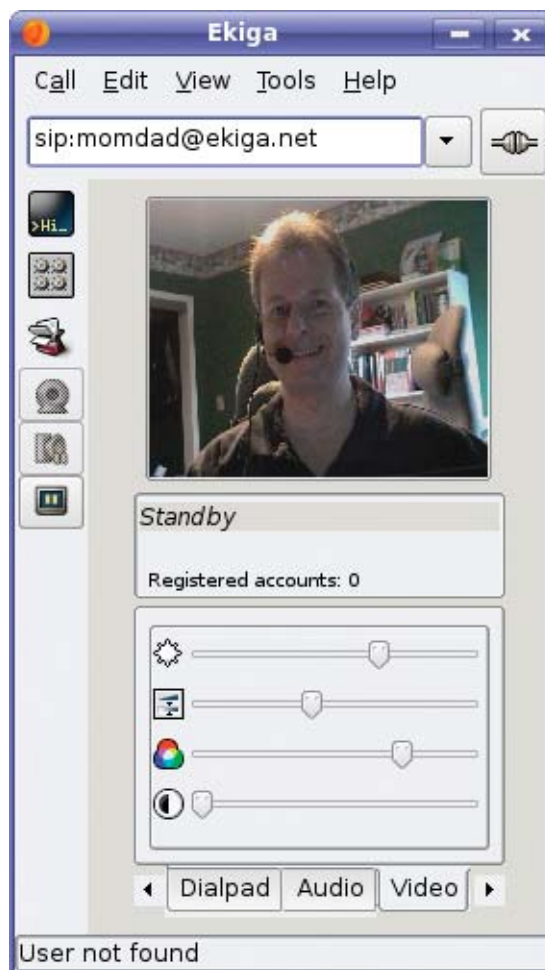 Ekiga
Call Edit View Tools Help
sip:momdad@ekiga.net
>Hi_
Standby
Registered accounts: 0
Dialpad Audio Video
User not found